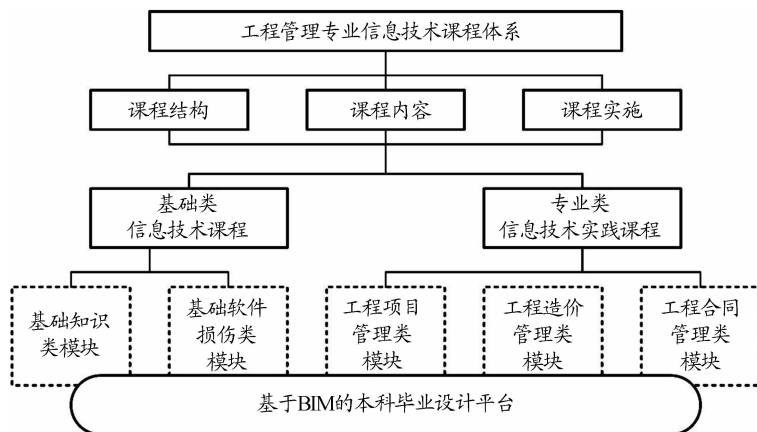 工程管理专业信息技术课程体系
课程结构
课程内容
课程实施
基础类
信息技术课程
专业类
信息技术实践课程
基础知识
类模块
基础软件
损伤类
模块
工程项目
管理类
模块
工程造价
管理类
模块
工程合同
管理类
模块
基于BIM的本科毕业设计平台